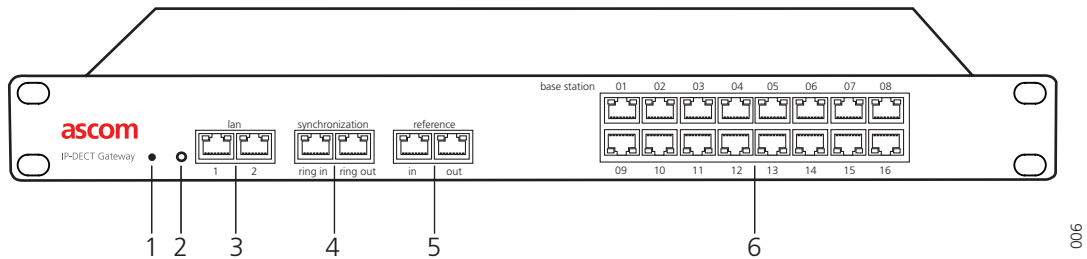 base station 01 02 03 04 05 06 07 08
ascom
lan synchronization reference
IP-DECT Gateway
1 2 ring in ring out in out 09 10 11 12 13 14 15 16
1 2 3 4 5 6
006